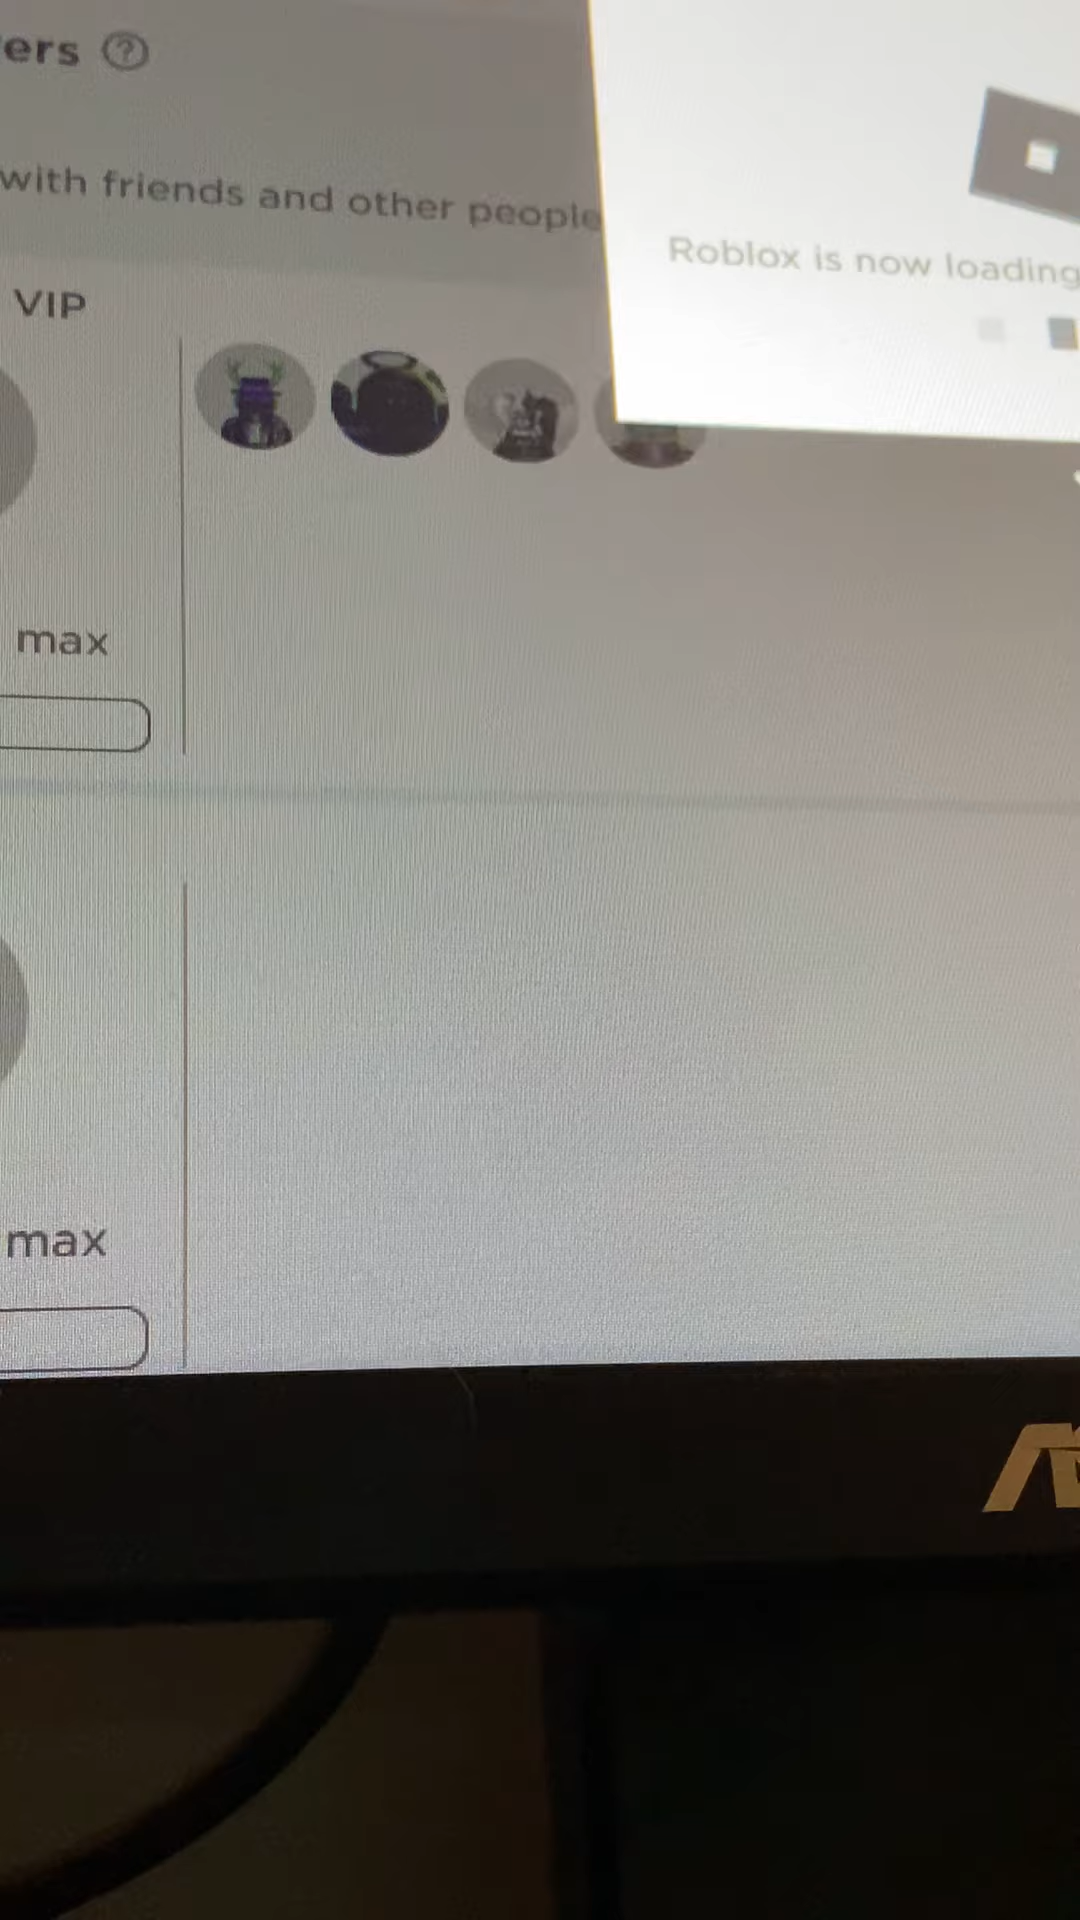 ers ?
with friends and other people
Roblox is now loading
VIP
max
max